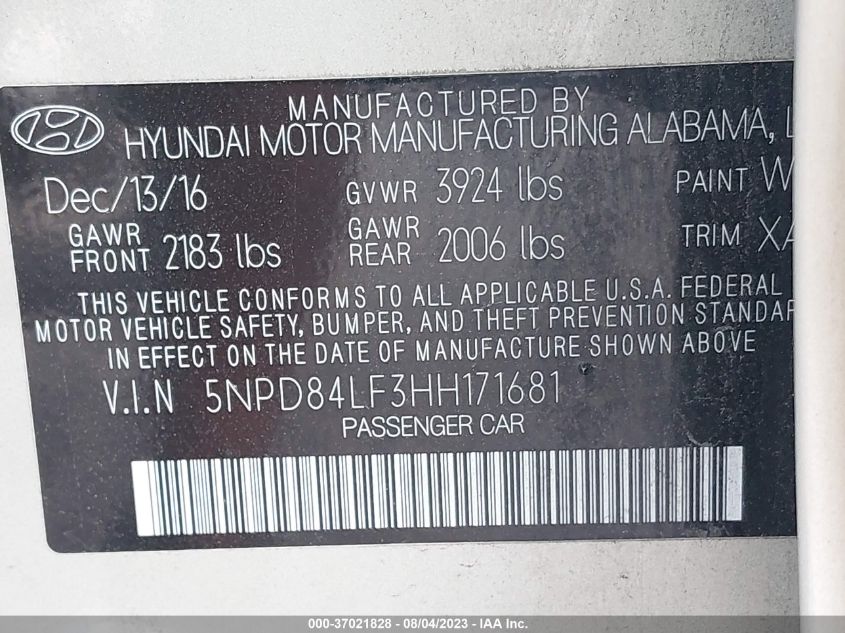 MANUFACTURED BY
HYUNDAI MOTOR MANUFACTURING ALABAMA,
Dec/13/16 GVWR 3924 lbs PAINT
GAWR FRONT 2183 lbs GAWR REAR 2006 lbs TRIM
THIS VEHICLE CONFORMS TO ALL APPLICABLE U.S.A. FEDERAL
MOTOR VEHICLE SAFETY, BUMPER, AND THEFT PREVENTION
IN EFFECT ON THE DATE OF MANUFACTURE SHOWN ABOVE
V.I.N 5NPD84LF3HH171681
PASSENGER CAR
000-37021828 - 08/04/2023 - IAA, Inc.